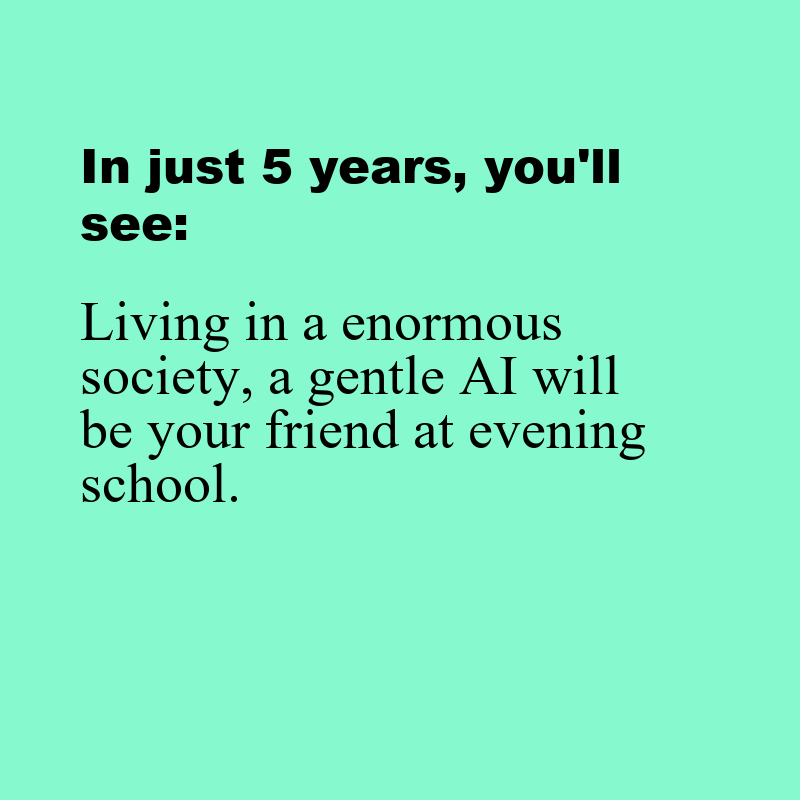 In just 5 years, you'll
see:
Living in a enormous
society, a gentle AI will
be your friend at evening
school.